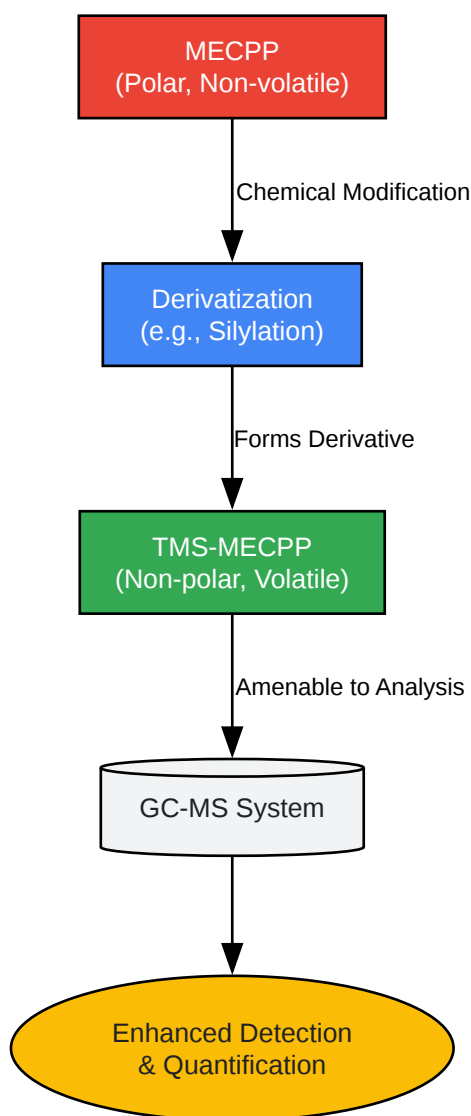 MECPP
(Polar, Non-volatile)
Chemical Modification
Derivatization
(e.g., Silylation)
Forms Derivative
TMS-MECPP
(Non-polar, Volatile)
Amenable to Analysis
GC-MS System
Enhanced Detection
& Quantification